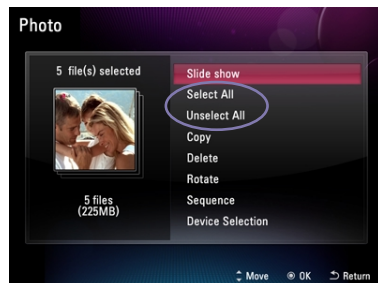 Photo
5 file(s) selected
5 files
(225MB)
Slide show
Select All
Unselect All
Copy
Delete
Rotate
Sequence
Device Selection
Move OK Return